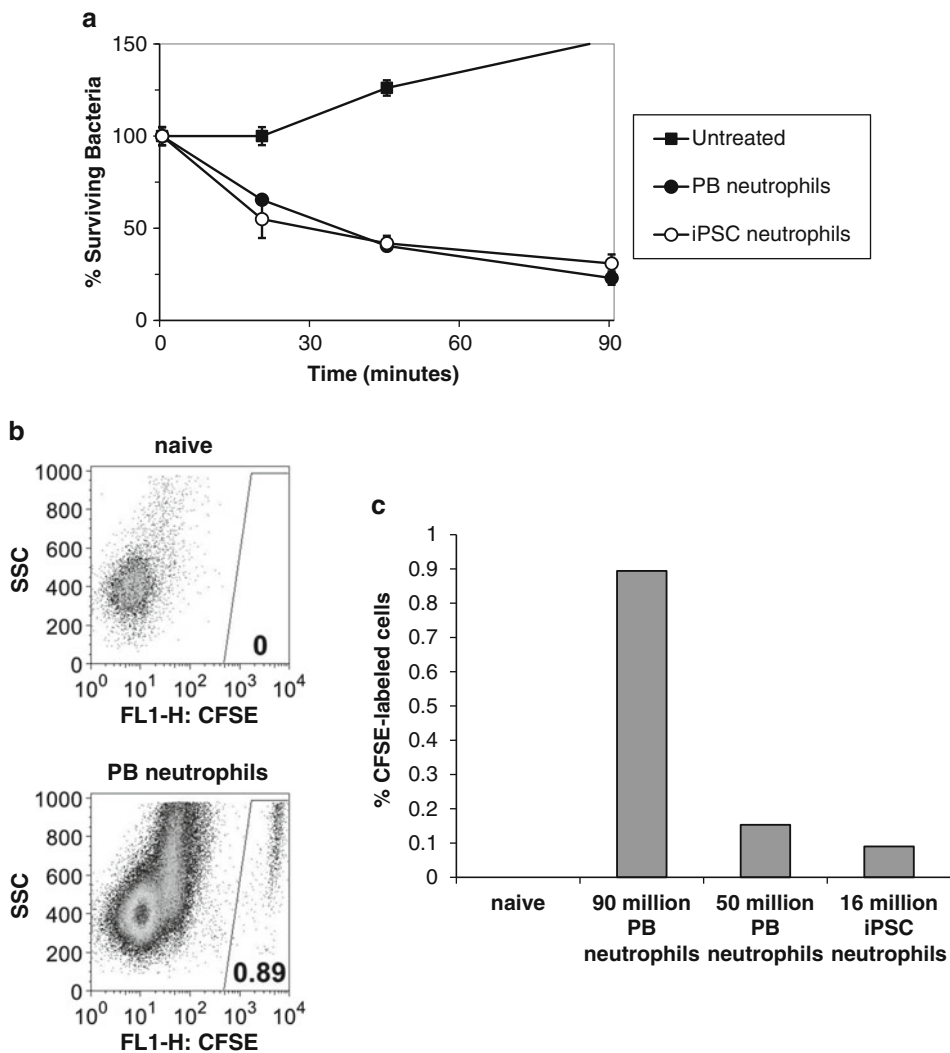 a
150
100
50
0
% Surviving Bacteria
0 30 60 90
Time (minutes)
Untreated
PB neutrophils
iPSC neutrophils
b
naive
1000
800
600
400
200
0
SSC
0
10^0 10^1 10^2 10^3 10^4
FL1-H: CFSE
PB neutrophils
1000
800
600
400
200
0
SSC
0.89
10^0 10^1 10^2 10^3 10^4
FL1-H: CFSE
c
1
0.9
0.8
0.7
0.6
0.5
0.4
0.3
0.2
0.1
0
% CFSE-labeled cells
naive
90 million
PB
neutrophils
50 million
PB
neutrophils
16 million
iPSC
neutrophils